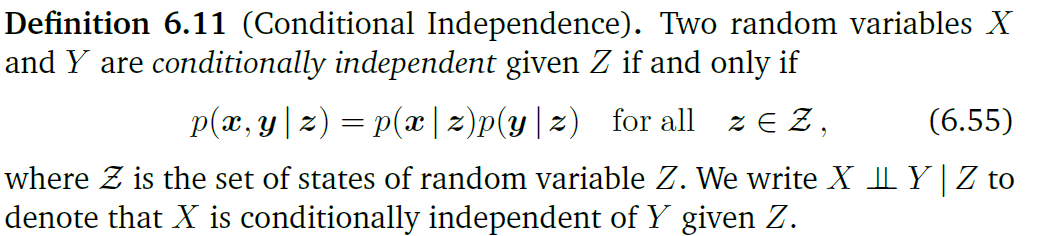 Definition 6.11 (Conditional Independence). Two random variables X
and Y are conditionally independent given Z if and only if
p(x, y | z) = p(x | z)p(y | z) for all z ∈ 𝒵 , (6.55)
where 𝒵 is the set of states of random variable Z. We write X ⫫ Y | Z to
denote that X is conditionally independent of Y given Z.